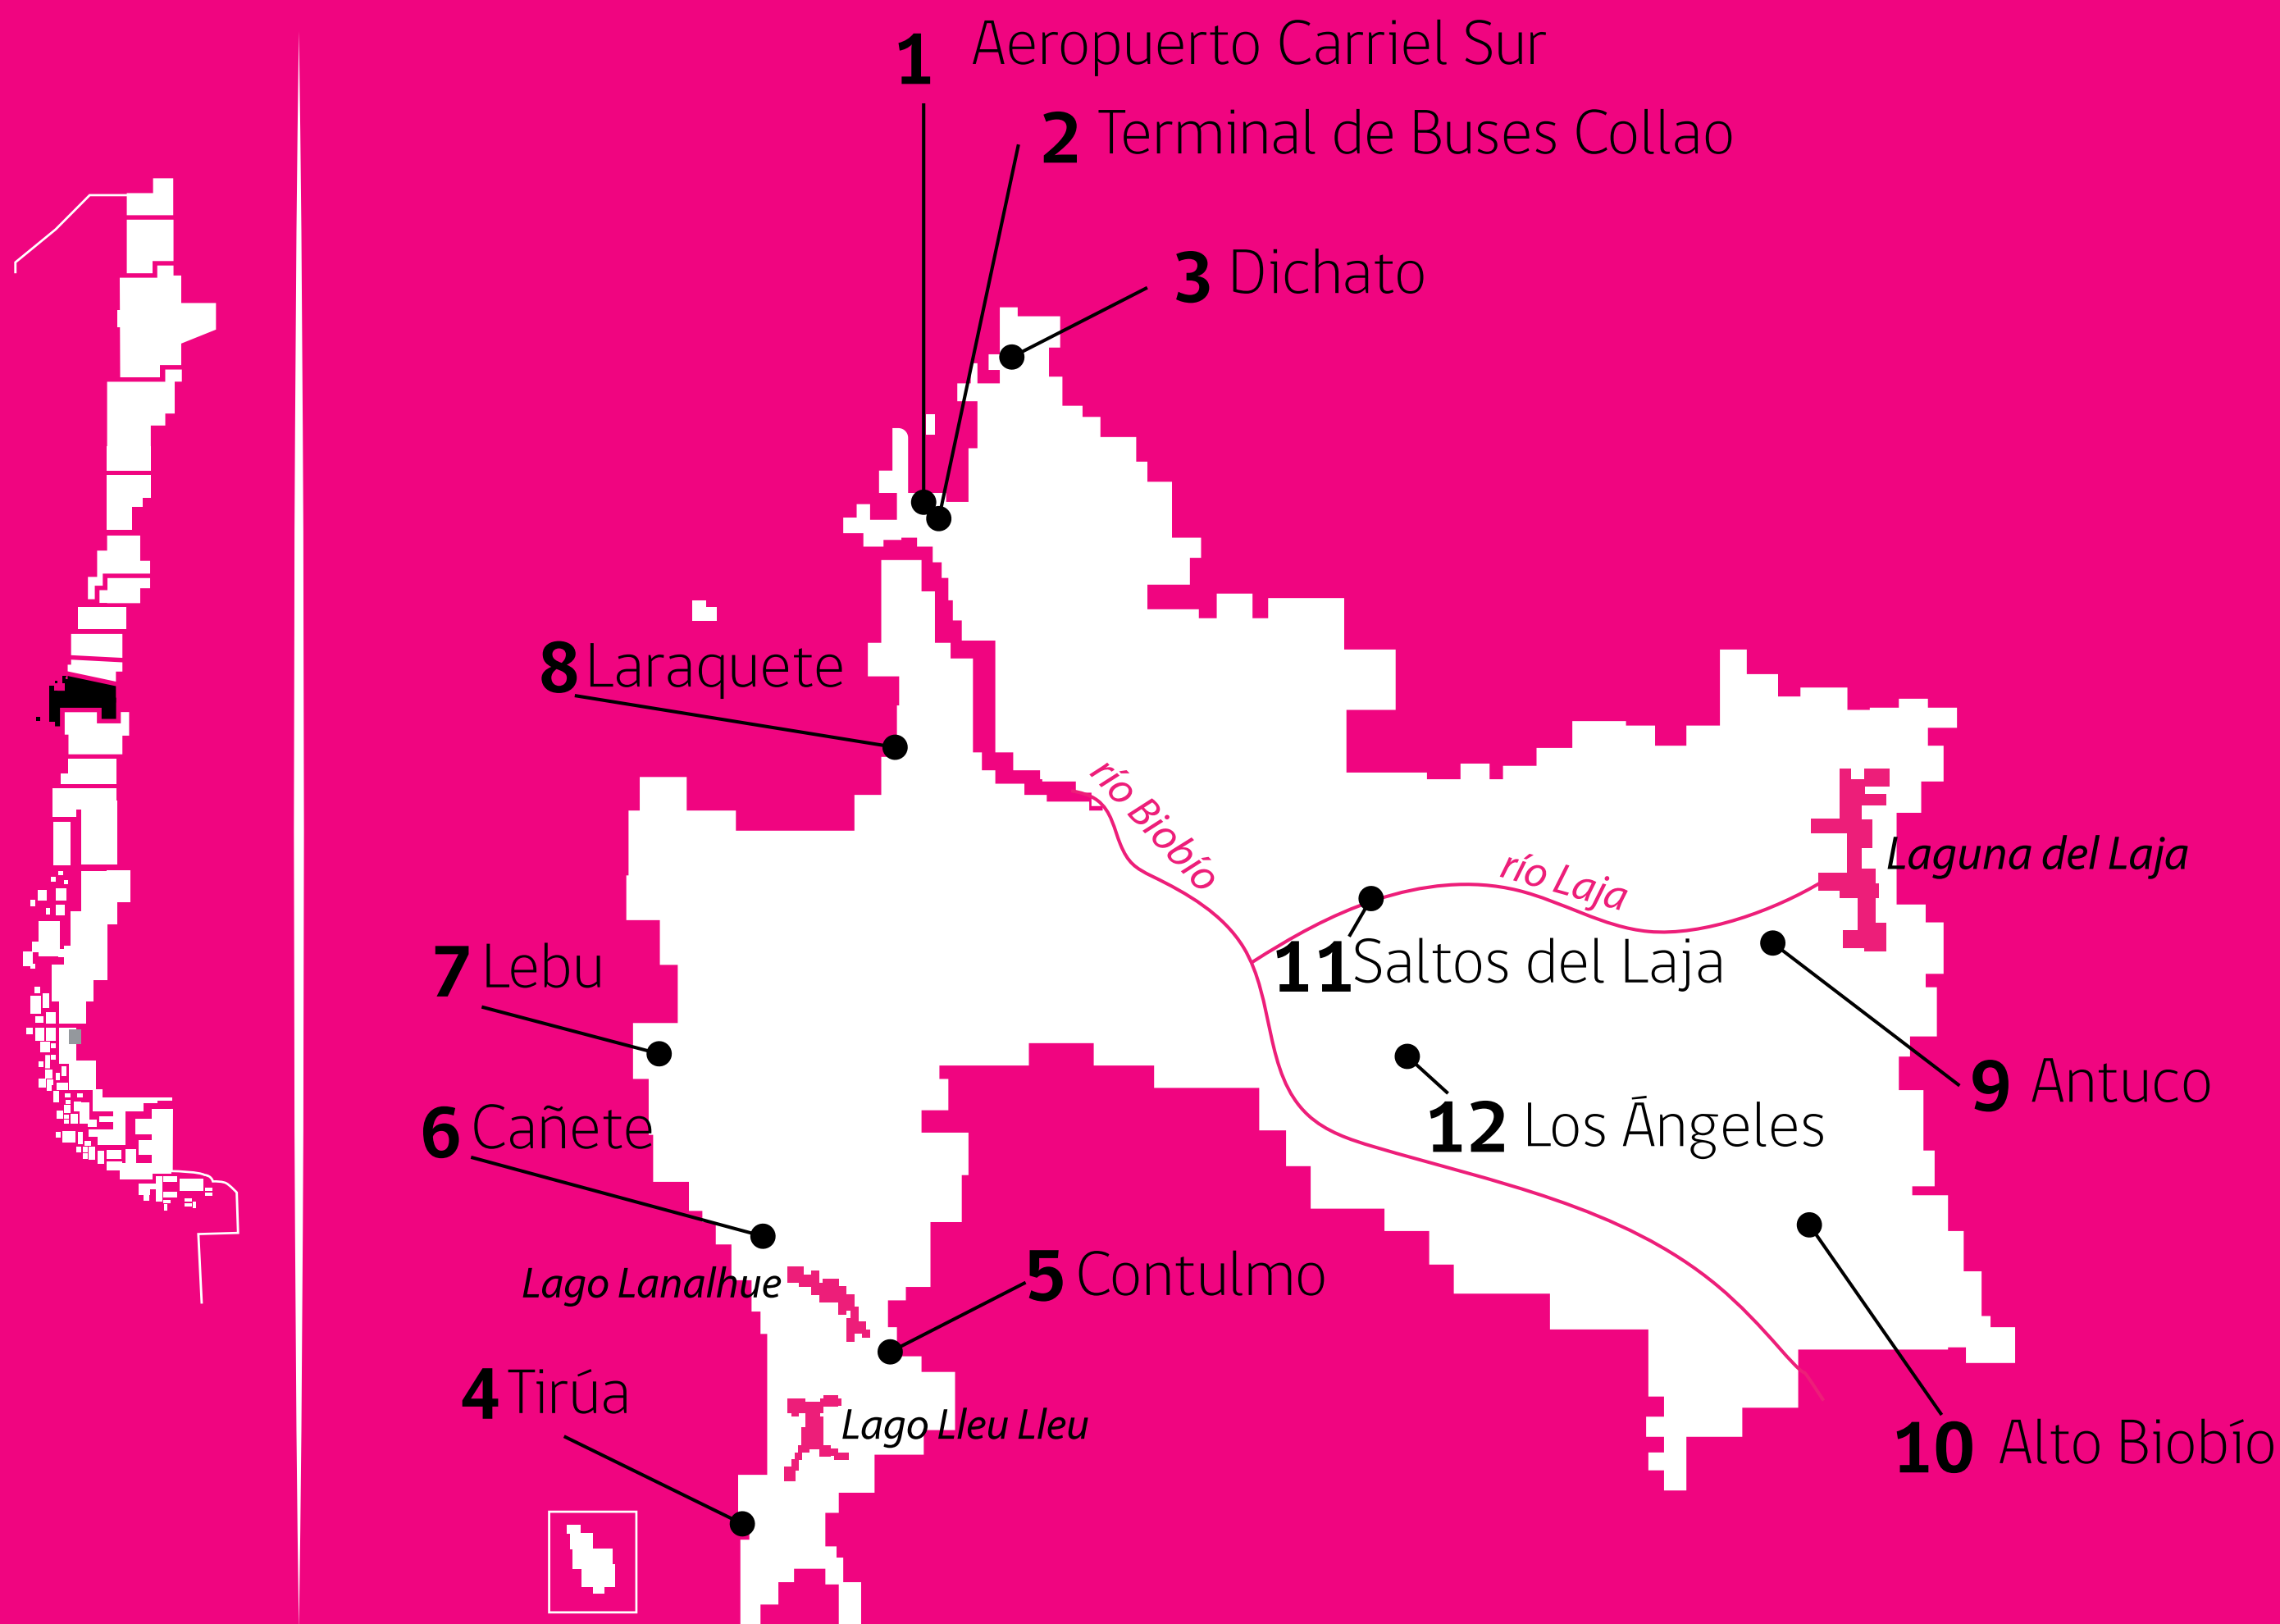 1 Aeropuerto Carriel Sur
2 Terminal de Buses Collao
3 Dichato
8 Laraquete
río Biobío
río Laja
Laguna del Laja
7 Lebu
11 Saltos del Laja
9 Antuco
6 Cañete
12 Los Ángeles
Lago Lanalhue
5 Contulmo
4 Tirúa
Lago Lleu Lleu
10 Alto Biobío